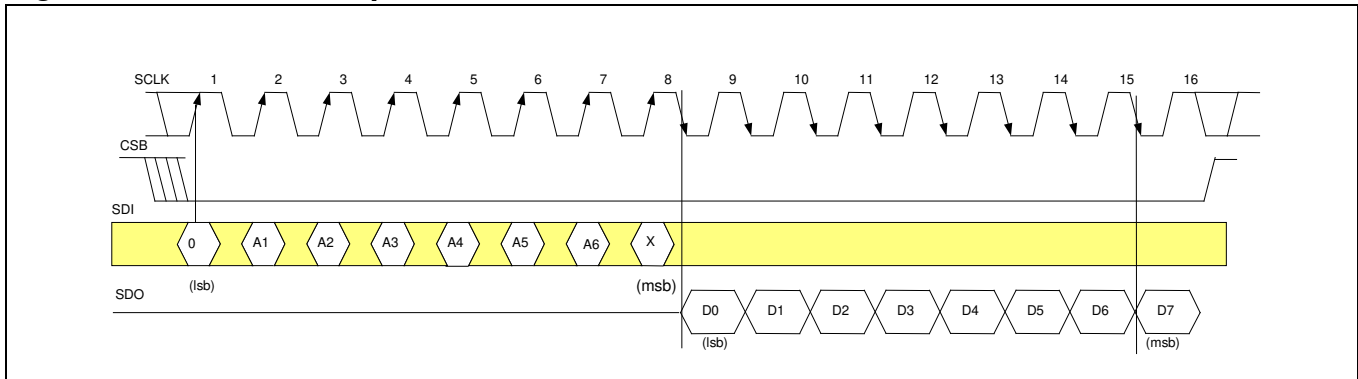 SCLK 1 2 3 4 5 6 7 8 9 10 11 12 13 14 15 16
CSB
SDI
0 A1 A2 A3 A4 A5 A6 X
(lsb) (msb)
SDO
D0 D1 D2 D3 D4 D5 D6 D7
(lsb) (msb)